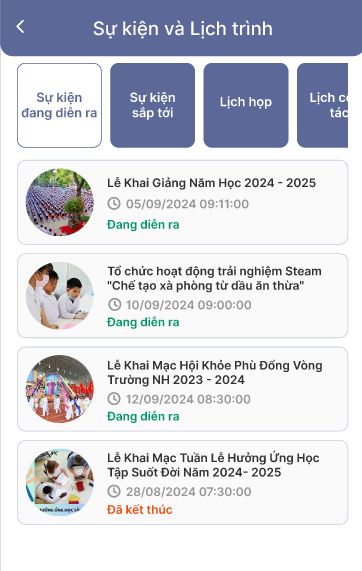 Sự kiện và Lịch trình
Sự kiện
đang diễn ra
Sự kiện
sắp tới
Lịch họp
Lịch cô
tác
Lễ Khai Giảng Năm Học 2024 - 2025
05/09/2024 09:11:00
Đang diễn ra
Tổ chức hoạt động trải nghiệm Steam
"Chế tạo xà phòng từ dầu ăn thừa"
10/09/2024 09:00:00
Đang diễn ra
Lễ Khai Mạc Hội Khỏe Phù Đổng Vòng
Trường NH 2023 - 2024
12/09/2024 08:30:00
Đang diễn ra
Lễ Khai Mạc Tuần Lễ Hưởng Ứng Học
Tập Suốt Đời Năm 2024- 2025
28/08/2024 07:30:00
Đã kết thúc